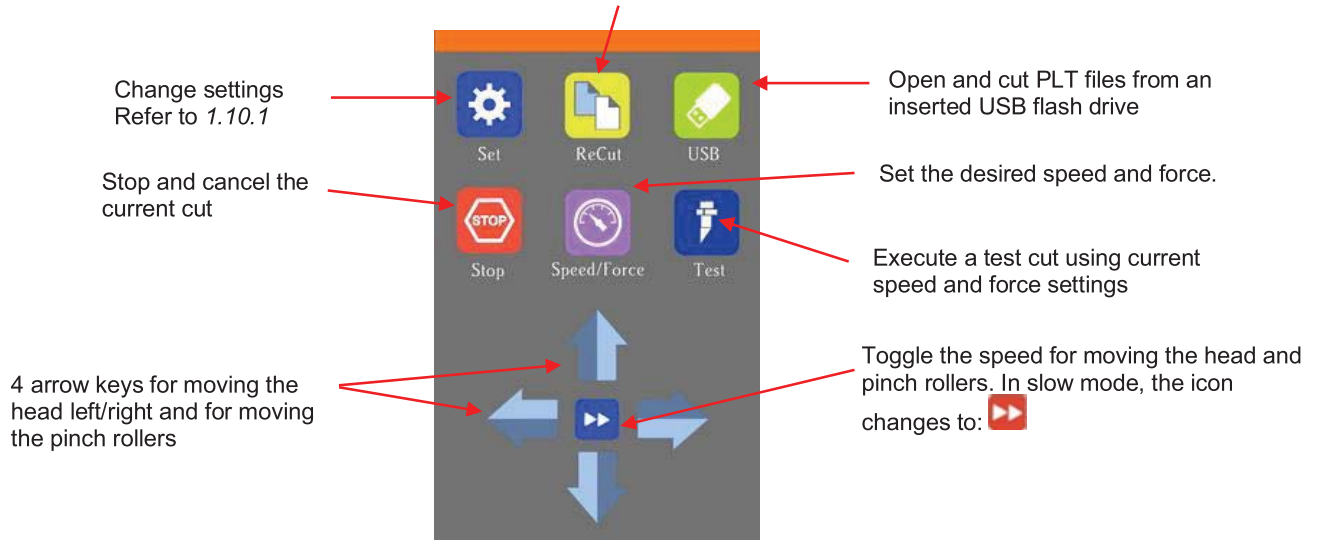 Change settings
Refer to 1.10.1
Open and cut PLT files from an
inserted USB flash drive
Set
ReCut
USB
Stop and cancel the
current cut
Set the desired speed and force.
STOP
Stop
Speed/Force
Test
Execute a test cut using current
speed and force settings
4 arrow keys for moving the
head left/right and for moving
the pinch rollers
Toggle the speed for moving the head and
pinch rollers. In slow mode, the icon
changes to: